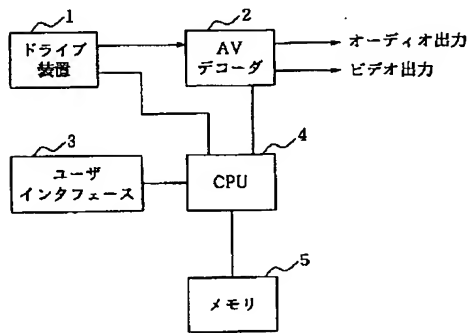 1
ドライブ
装置
2
AV
デコーダ
オーディオ出力
ビデオ出力
3
ユーザ
インタフェース
4
CPU
5
メモリ